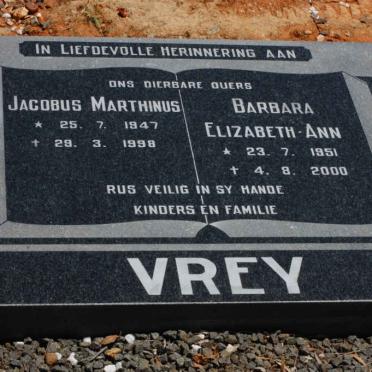 IN LIEFDEVOLLE HERINNERING AAN
ONS DIERBARE OUERS
JACOBUS MARTHINUS
* 25. 7. 1947
† 29. 3. 1998
BARBARA
ELIZABETH-ANN
* 23. 7. 1951
† 4. 8. 2000
RUS VEILIG IN SY HANDE
KINDERS EN FAMILIE
VREY